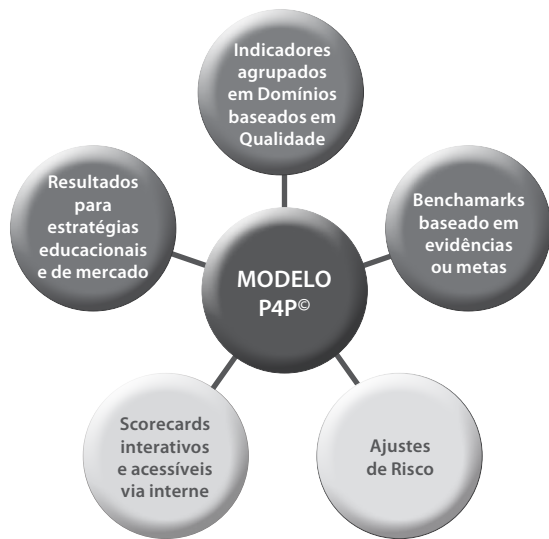 Indicadores
agrupados
em Domínios
baseados em
Qualidade
Resultados
para
estratégias
educacionais
e de mercado
Benchamarks
baseado em
evidências
ou metas
MODELO
P4P©
Scorecards
interativos
e acessíveis
via interne
Ajustes
de Risco